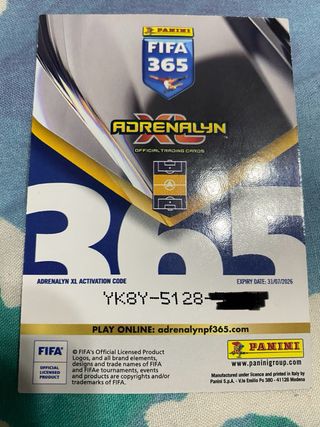 PANINI
FIFA
365
ADRENALYN
XL
OFFICIAL TRADING CARDS
365
ADRENALYN XL ACTIVATION CODE
EXPIRY DATE: 31/07/2026
YK8Y-5128-
PLAY ONLINE: adrenalynpf365.com
FIFA®
OFFICIAL
LICENSED
PRODUCT
© FIFA's Official Licensed Product
Logos, and all brand elements,
designs and trade names of FIFA
and FIFAe tournaments, events
and products are copyrights and/or
trademarks of FIFA.
PANINI
www.paninigroup.com
Manufactured under licence and printed in Italy by
Panini S.p.A. - V.le Emilio Po 380 - 41126 Modena